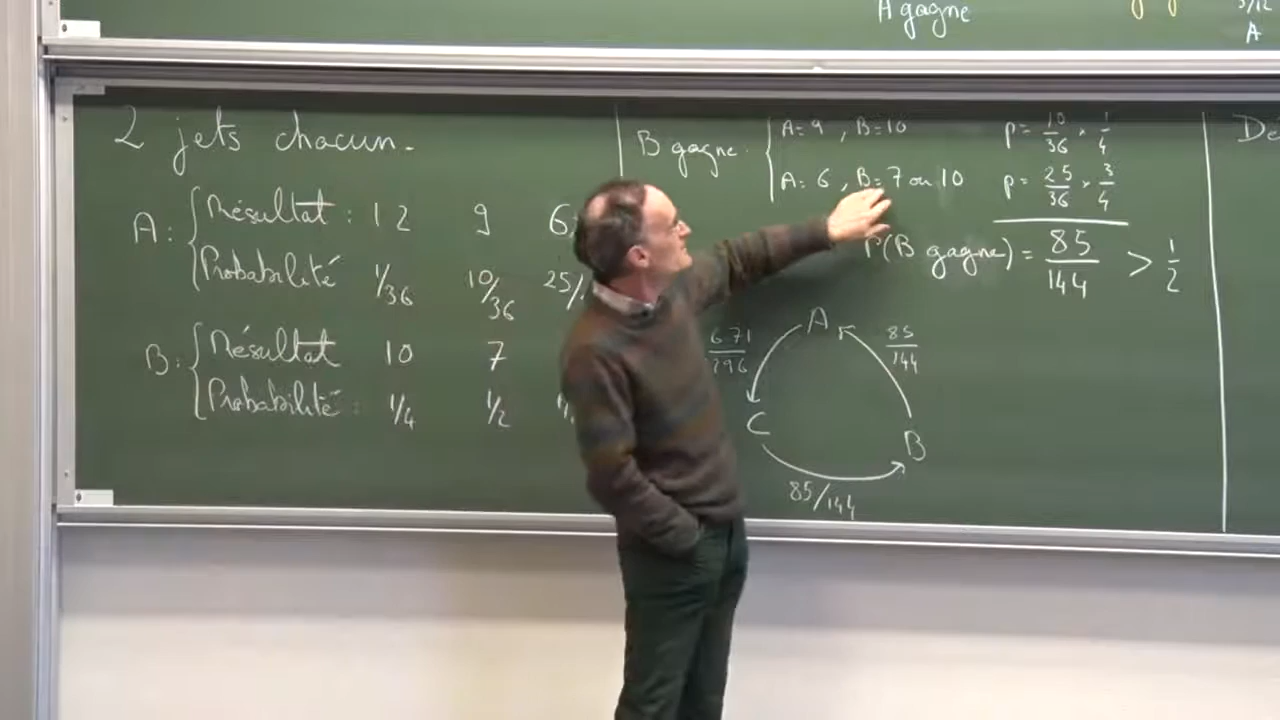 A gagne
A
2 jets chacun.
A: Résultat : 12 9 6
Probabilité 1/36 10/36 25/
B: Résultat 10 7
Probabilité : 1/4 1/2
B gagne : A=9, B=10 p= 10/36 × 1/4
A=6, B=7 ou 10 p= 25/36 × 3/4
P(B gagne) = 85/144 > 1/2
A
671/296
85/144
C
B
85/144
De